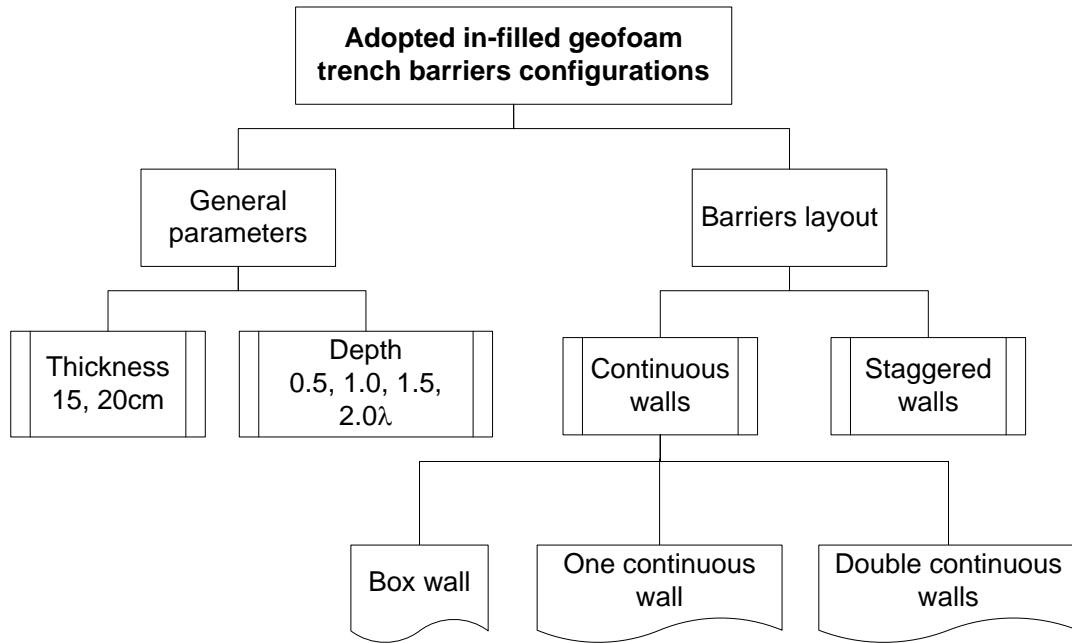 Adopted in-filled geofoam
trench barriers configurations
General
parameters
Barriers layout
Thickness
15, 20cm
Depth
0.5, 1.0, 1.5,
2.0λ
Continuous
walls
Staggered
walls
Box wall
One continuous
wall
Double continuous
walls